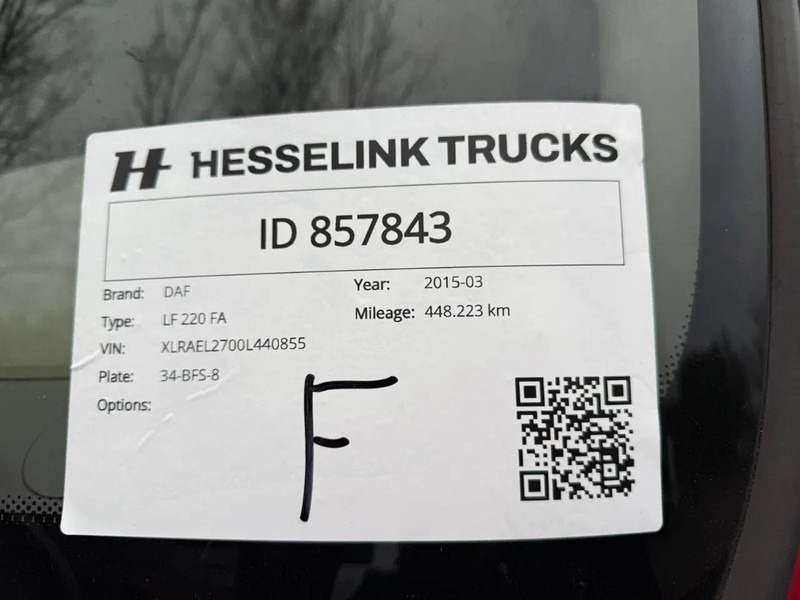 H HESSELINK TRUCKS
ID 857843
Brand: DAF
Type: LF 220 FA
VIN: XLRAEL2700L440855
Plate: 34-BFS-8
Options:
Year: 2015-03
Mileage: 448.223 km
F